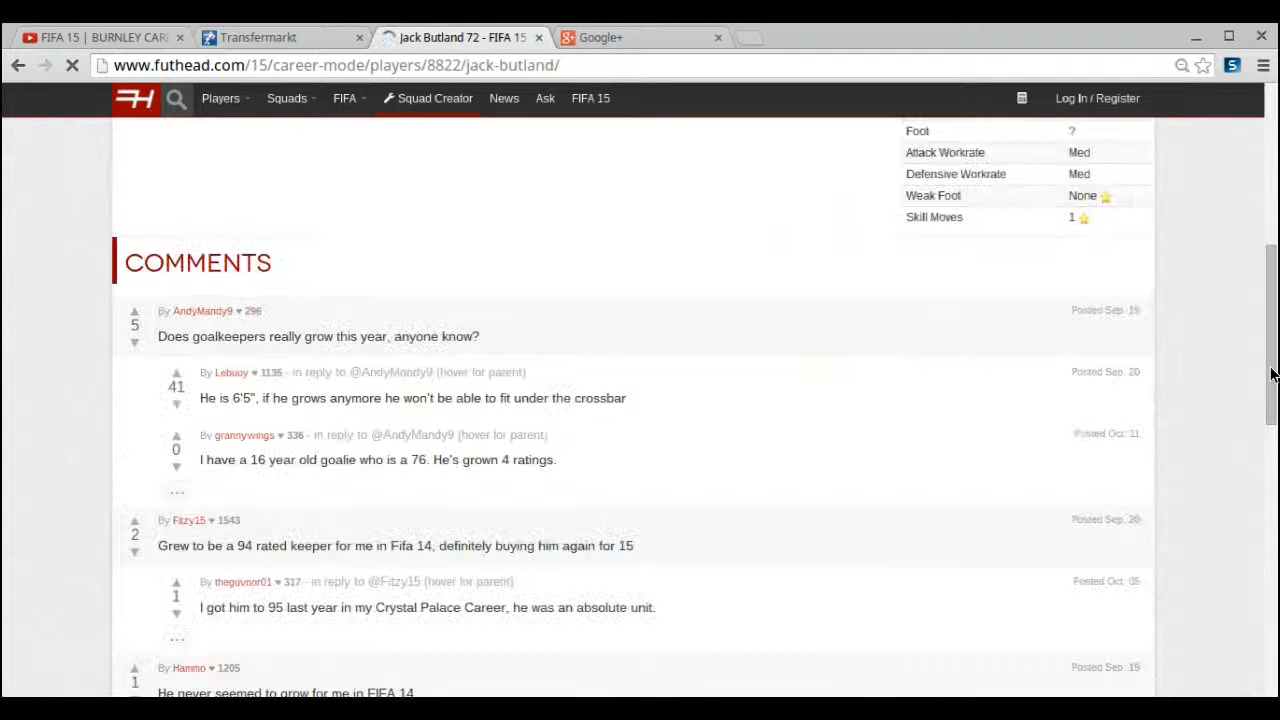 FIFA 15 | BURNLEY CAR
Transfermarkt
Jack Butland 72 - FIFA 15
Google+
www.futhead.com/15/career-mode/players/8822/jack-butland/
Players Squads FIFA Squad Creator News Ask FIFA 15 Log In / Register
Foot ?
Attack Workrate Med
Defensive Workrate Med
Weak Foot None
Skill Moves 1
COMMENTS
By AndyMandy9 ♥ 296 Posted Sep. 19
5
Does goalkeepers really grow this year, anyone know?
By Lebuoy ♥ 1135 - in reply to @AndyMandy9 (hover for parent) Posted Sep. 20
41
He is 6'5", if he grows anymore he won't be able to fit under the crossbar
By grannywings ♥ 336 - in reply to @AndyMandy9 (hover for parent) Posted Oct. 11
0
I have a 16 year old goalie who is a 76. He's grown 4 ratings.
...
By Fitzy15 ♥ 1543 Posted Sep. 20
2
Grew to be a 94 rated keeper for me in Fifa 14, definitely buying him again for 15
By theguvnor01 ♥ 317 - in reply to @Fitzy15 (hover for parent) Posted Oct. 05
1
I got him to 95 last year in my Crystal Palace Career, he was an absolute unit.
...
By Hammo ♥ 1205 Posted Sep. 19
1
He never seemed to grow for me in FIFA 14